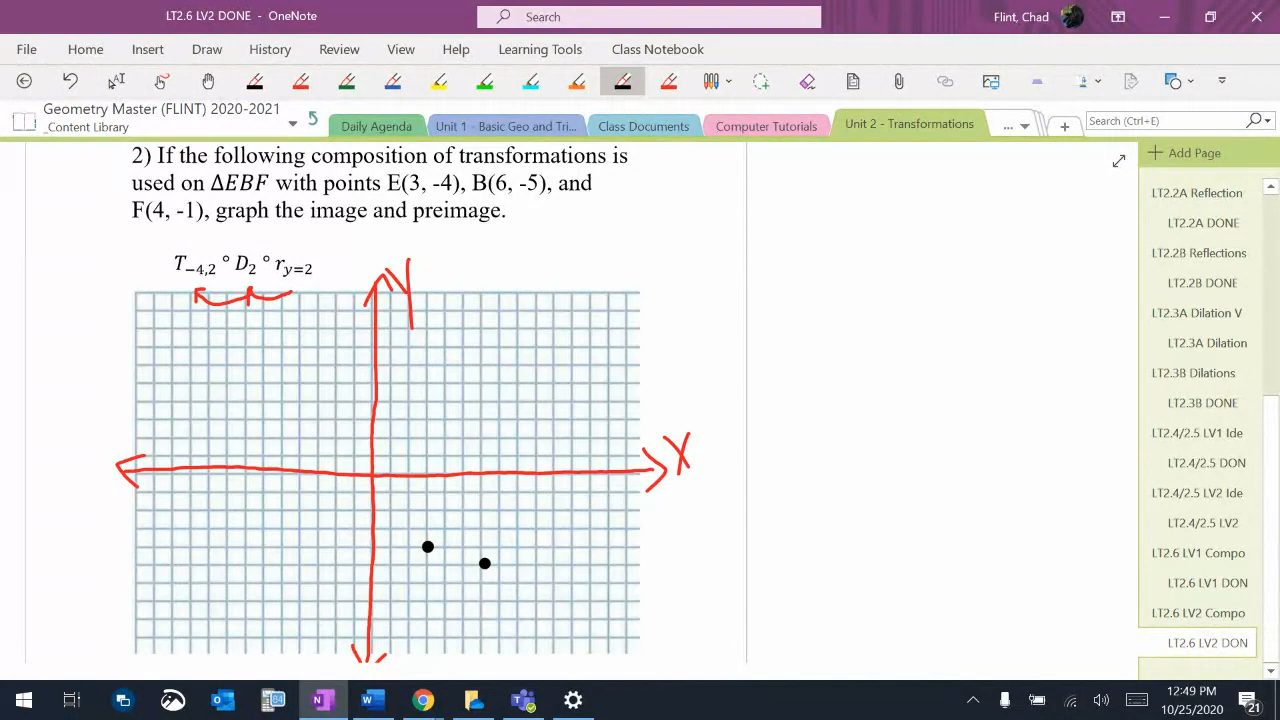 LT2.6 LV2 DONE - OneNote
Search
Flint, Chad
File Home Insert Draw History Review View Help Learning Tools Class Notebook
Geometry Master (FLINT) 2020-2021
_Content Library
Daily Agenda
Unit 1 - Basic Geo and Tri...
Class Documents
Computer Tutorials
Unit 2 - Transformations
...
Search (Ctrl+E)
2) If the following composition of transformations is
used on ΔEBF with points E(3, -4), B(6, -5), and
F(4, -1), graph the image and preimage.
T₋₄,₂ ° D₂ ° r_y=2
Y
X
Add Page
LT2.2A Reflection
LT2.2A DONE
LT2.2B Reflections
LT2.2B DONE
LT2.3A Dilation V
LT2.3A Dilation
LT2.3B Dilations
LT2.3B DONE
LT2.4/2.5 LV1 Ide
LT2.4/2.5 DON
LT2.4/2.5 LV2 Ide
LT2.4/2.5 LV2
LT2.6 LV1 Compo
LT2.6 LV1 DON
LT2.6 LV2 Compo
LT2.6 LV2 DON
12:49 PM
10/25/2020
21